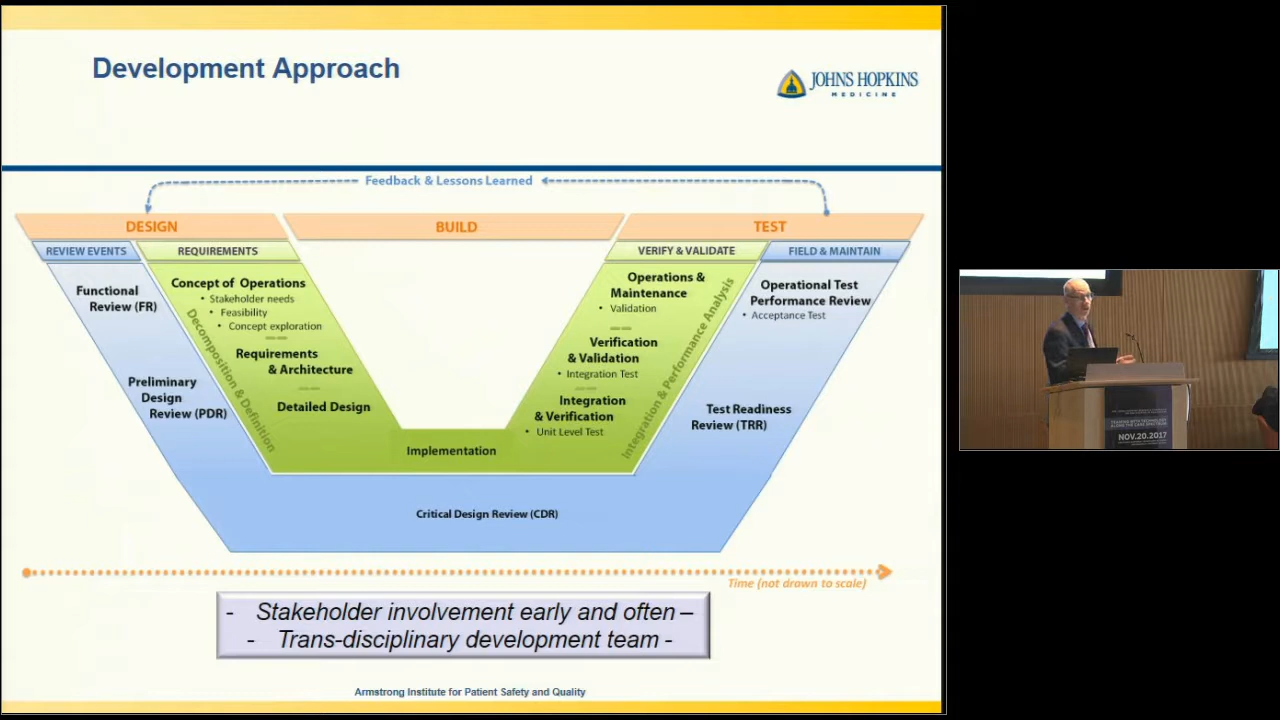 Development Approach
JOHNS HOPKINS
MEDICINE
Feedback & Lessons Learned
DESIGN
BUILD
TEST
REVIEW EVENTS
REQUIREMENTS
VERIFY & VALIDATE
FIELD & MAINTAIN
Functional
Review (FR)
Preliminary
Design
Review (PDR)
Decomposition & Definition
Concept of Operations
• Stakeholder needs
• Feasibility
• Concept exploration
Requirements
& Architecture
Detailed Design
Implementation
Operations &
Maintenance
• Validation
Verification
& Validation
• Integration Test
Integration
& Verification
• Unit Level Test
Integration & Performance Analysis
Operational Test
Performance Review
• Acceptance Test
Test Readiness
Review (TRR)
Critical Design Review (CDR)
Time (not drawn to scale)
- Stakeholder involvement early and often –
- Trans-disciplinary development team -
Armstrong Institute for Patient Safety and Quality
NOV.20.2017